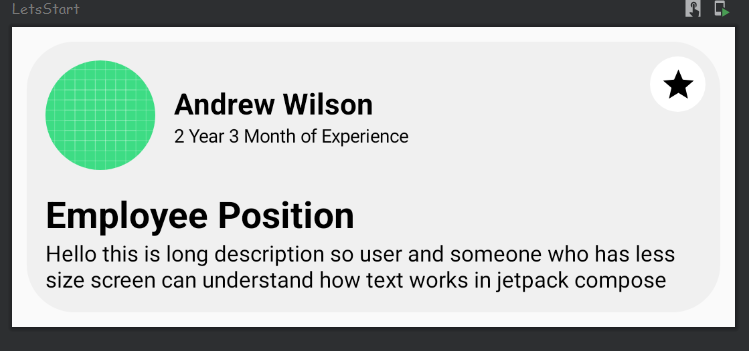 LetsStart
Andrew Wilson
2 Year 3 Month of Experience
Employee Position
Hello this is long description so user and someone who has less
size screen can understand how text works in jetpack compose